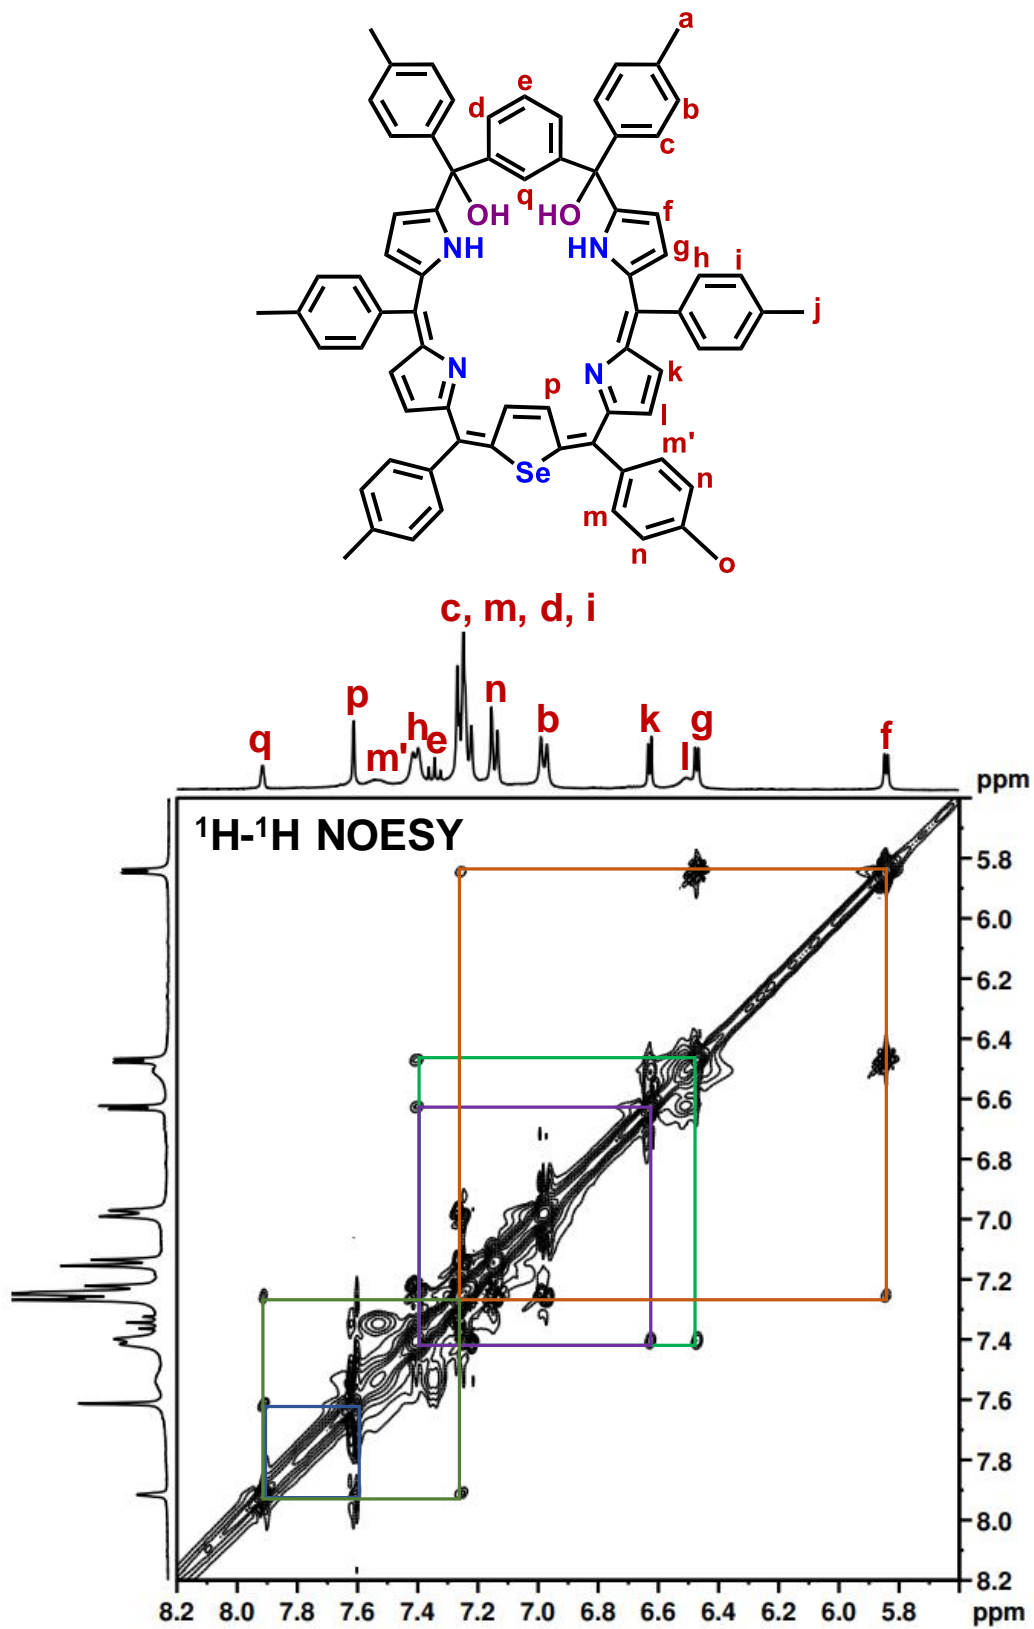 a
e
d
b
c
q
OH HO
f
NH HN
g h i
j
N N
k
p
l
m'
Se
n
m
n
o
c, m, d, i
p
n
q
m'
h
e
b
k
l
g
f
ppm
¹H-¹H NOESY
5.8
6.0
6.2
6.4
6.6
6.8
7.0
7.2
7.4
7.6
7.8
8.0
8.2
8.2 8.0 7.8 7.6 7.4 7.2 7.0 6.8 6.6 6.4 6.2 6.0 5.8 ppm